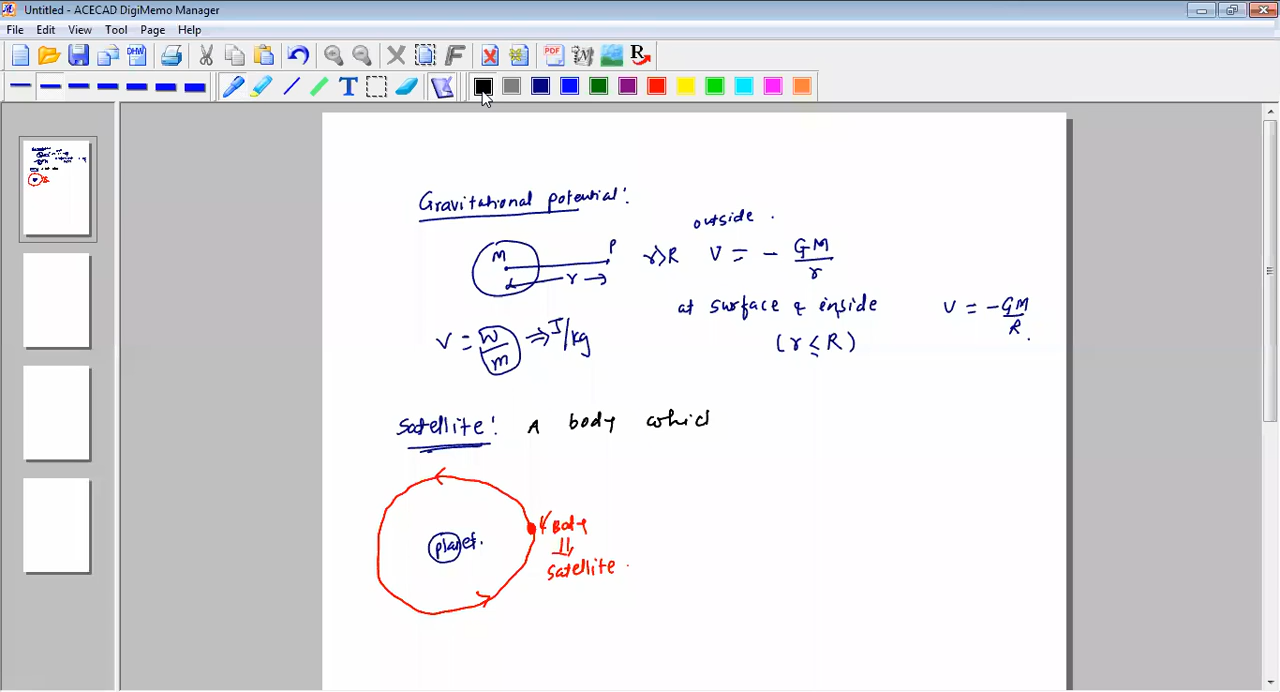 Untitled - ACECAD DigiMemo Manager
File Edit View Tool Page Help
Gravitational potential:
outside .
M P r>R V = - GM/r
r
at surface & inside V = -GM/R .
V = W/m ⇒ J/kg (r ≤ R)
Satellite: A body which
planet.
Body
⇓
Satellite .